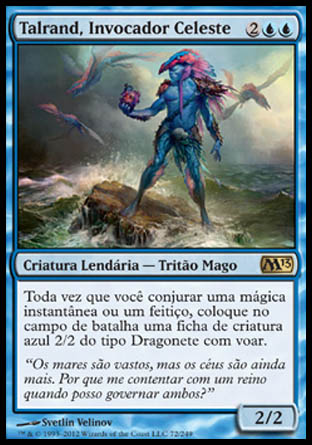 Talrand, Invocador Celeste 2
Criatura Lendária — Tritão Mago M13
Toda vez que você conjurar uma mágica
instantânea ou um feitiço, coloque no
campo de batalha uma ficha de criatura
azul 2/2 do tipo Dragonete com voar.
“Os mares são vastos, mas os céus são ainda
mais. Por que me contentar com um reino
quando posso governar ambos?”
Svetlin Velinov
™ & © 1993-2012 Wizards of the Coast LLC 72/249
2/2